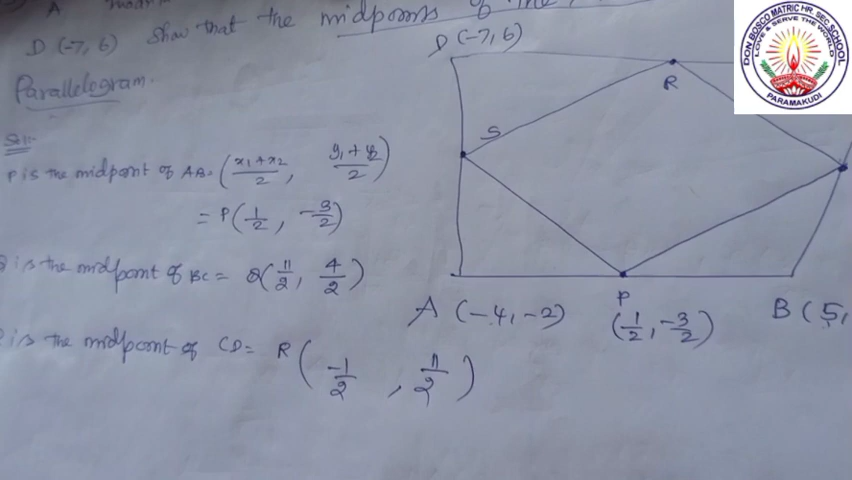 A
midpoints of the
D (-7, 6) Show that the
Parallelogram.
Sol:-
P is the midpoint of AB = (x₁+x₂/2, y₁+y₂/2)
= P(1/2, -3/2)
is the midpoint of BC = Q(11/2, 4/2)
is the midpoint of CD = R(-1/2, 11/2)
D (-7, 6)
R
S
P
A (-4, -2)
(1/2, -3/2)
B (5,
DON BOSCO MATRIC HR. SEC. SCHOOL
LOVE & SERVE THE WORLD
PARAMAKUDI